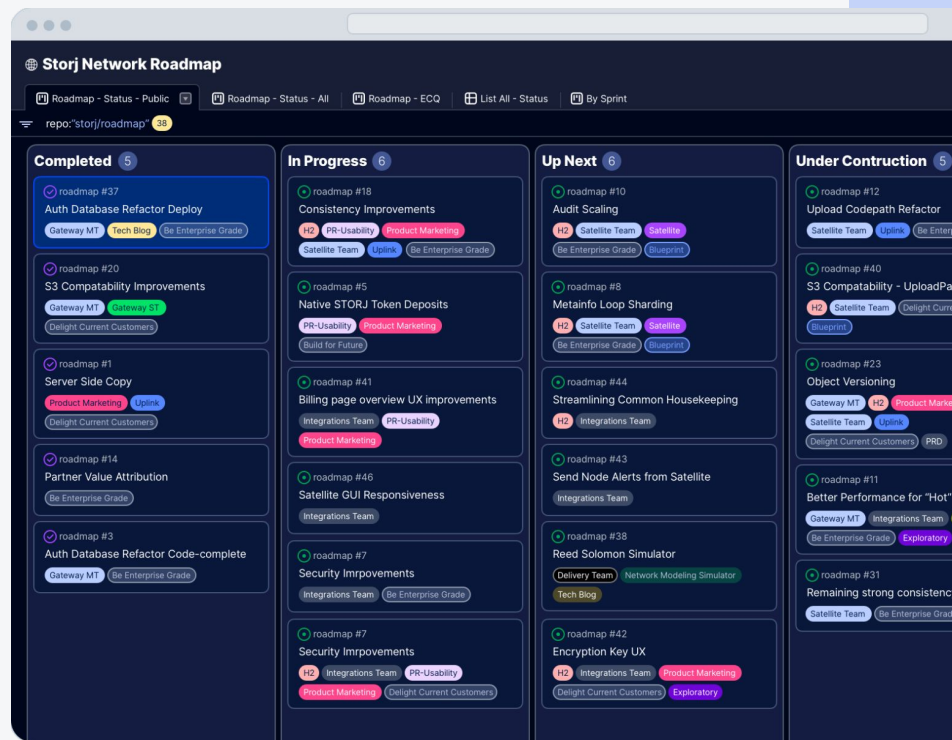 Storj Network Roadmap
Roadmap - Status - Public
Roadmap - Status - All
Roadmap - ECQ
List All - Status
By Sprint
repo:"storj/roadmap" 38
Completed 5
roadmap #37
Auth Database Refactor Deploy
Gateway MT Tech Blog Be Enterprise Grade
roadmap #20
S3 Compatability Improvements
Gateway MT Gateway ST
Delight Current Customers
roadmap #1
Server Side Copy
Product Marketing Uplink
Delight Current Customers
roadmap #14
Partner Value Attribution
Be Enterprise Grade
roadmap #3
Auth Database Refactor Code-complete
Gateway MT Be Enterprise Grade
In Progress 6
roadmap #18
Consistency Improvements
H2 PR-Usability Product Marketing
Satellite Team Uplink Be Enterprise Grade
roadmap #5
Native STORJ Token Deposits
PR-Usability Product Marketing
Build for Future
roadmap #41
Billing page overview UX improvements
Integrations Team PR-Usability
Product Marketing
roadmap #46
Satellite GUI Responsiveness
Integrations Team
roadmap #7
Security Imrpovements
Integrations Team Be Enterprise Grade
roadmap #7
Security Imrpovements
H2 Integrations Team PR-Usability
Product Marketing Delight Current Customers
Up Next 6
roadmap #10
Audit Scaling
H2 Satellite Team Satellite
Be Enterprise Grade Blueprint
roadmap #8
Metainfo Loop Sharding
H2 Satellite Team Satellite
Be Enterprise Grade Blueprint
roadmap #44
Streamlining Common Housekeeping
H2 Integrations Team
roadmap #43
Send Node Alerts from Satellite
Integrations Team
roadmap #38
Reed Solomon Simulator
Delivery Team Network Modeling Simulator
Tech Blog
roadmap #42
Encryption Key UX
H2 Integrations Team Product Marketing
Delight Current Customers Exploratory
Under Contruction 5
roadmap #12
Upload Codepath Refactor
Satellite Team Uplink Be Enterp
roadmap #40
S3 Compatability - UploadPa
H2 Satellite Team Delight Curre
Blueprint
roadmap #23
Object Versioning
Gateway MT H2 Product Marke
Satellite Team Uplink
Delight Current Customers PRD
roadmap #11
Better Performance for "Hot"
Gateway MT Integrations Team
Be Enterprise Grade Exploratory
roadmap #31
Remaining strong consistenc
Satellite Team Be Enterprise Grad